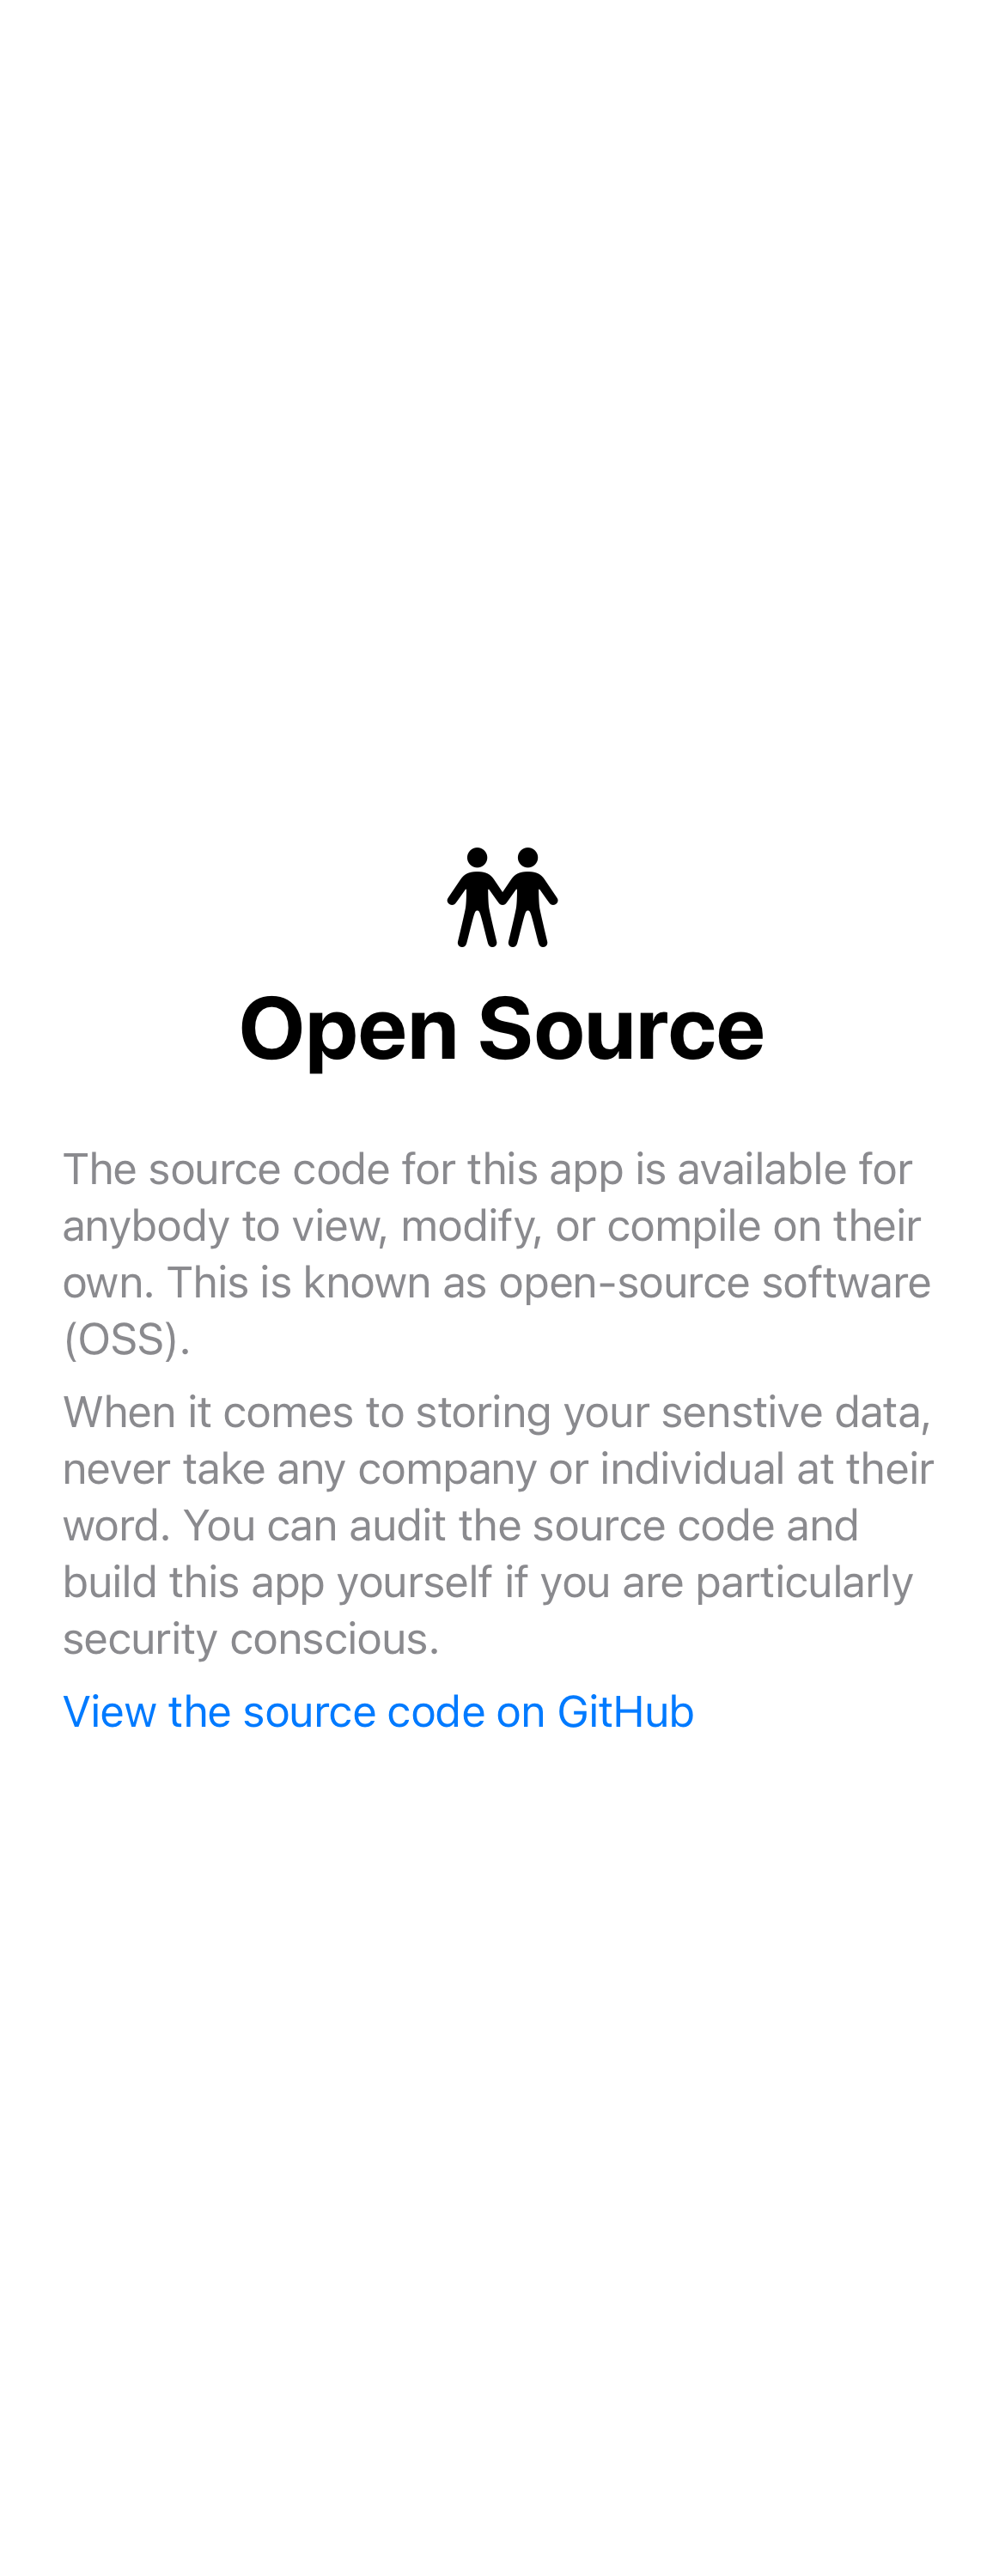 Open Source
The source code for this app is available for
anybody to view, modify, or compile on their
own. This is known as open-source software
(OSS).
When it comes to storing your senstive data,
never take any company or individual at their
word. You can audit the source code and
build this app yourself if you are particularly
security conscious.
View the source code on GitHub